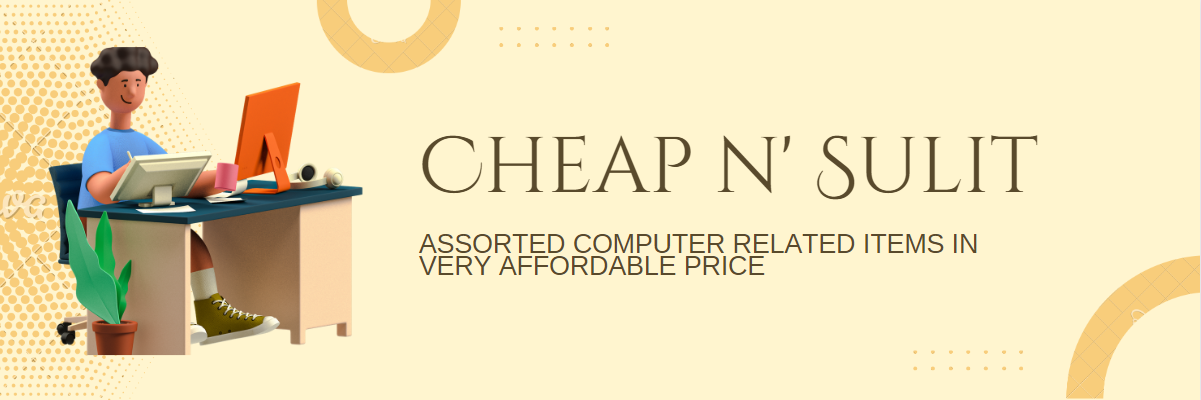 CHEAP N' SULIT
ASSORTED COMPUTER RELATED ITEMS IN
VERY AFFORDABLE PRICE